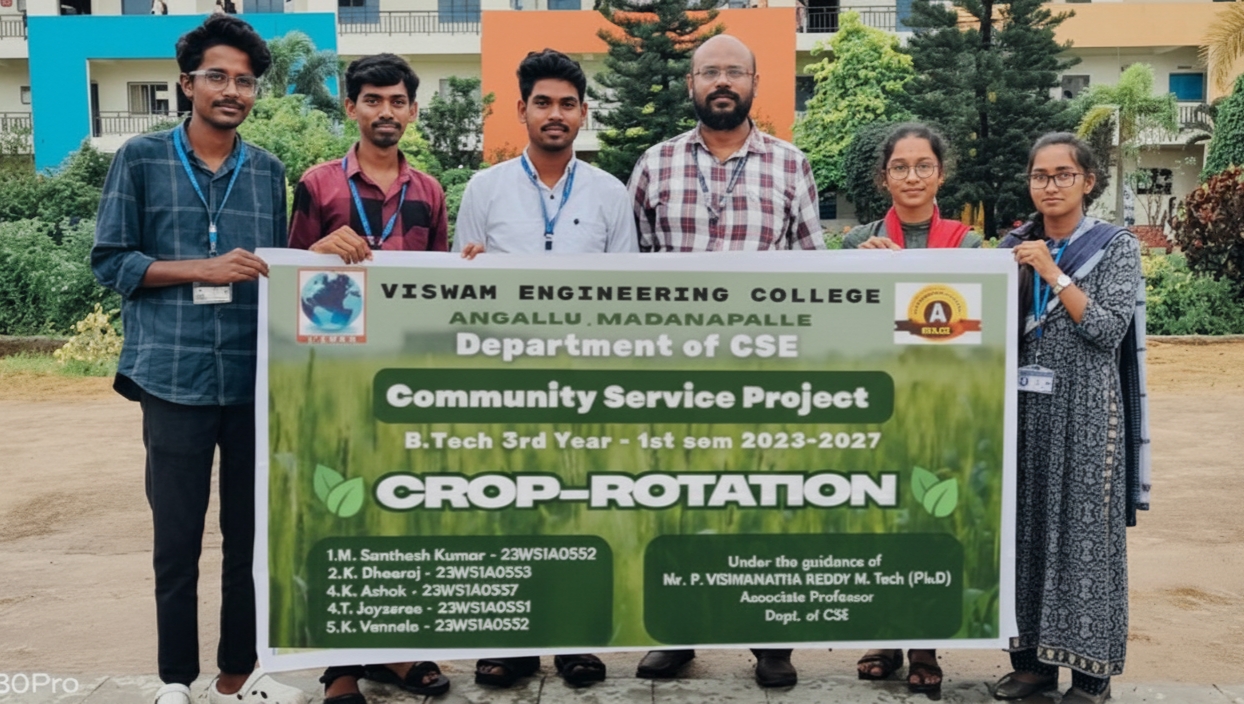 VISWAM ENGINEERING COLLEGE
ANGALLU, MADANAPALLE
Department of CSE
A
Community Service Project
B.Tech 3rd Year - 1st sem 2023-2027
CROP-ROTATION
1.M. Santhesh Kumar - 23WS1A0552
2.K. Dheeraj - 23WS1A0553
4.K. Ashok - 23WS1A0557
4.T. Jayasree - 23WS1A0551
5.K. Vennela - 23WS1A0552
Under the guidance of
Mr. P. REDDY M. Tech (Ph.D)
Associate Professor
Dept. of CSE
30Pro